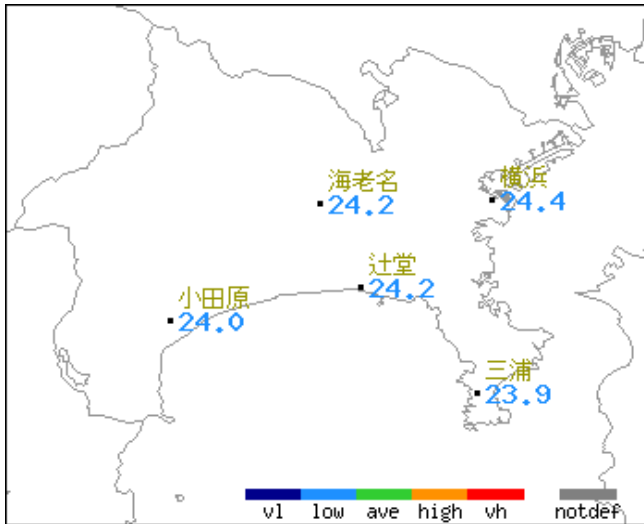 海老名
24.2
横浜
24.4
辻堂
24.2
小田原
24.0
三浦
23.9
vl low ave high vh notdef